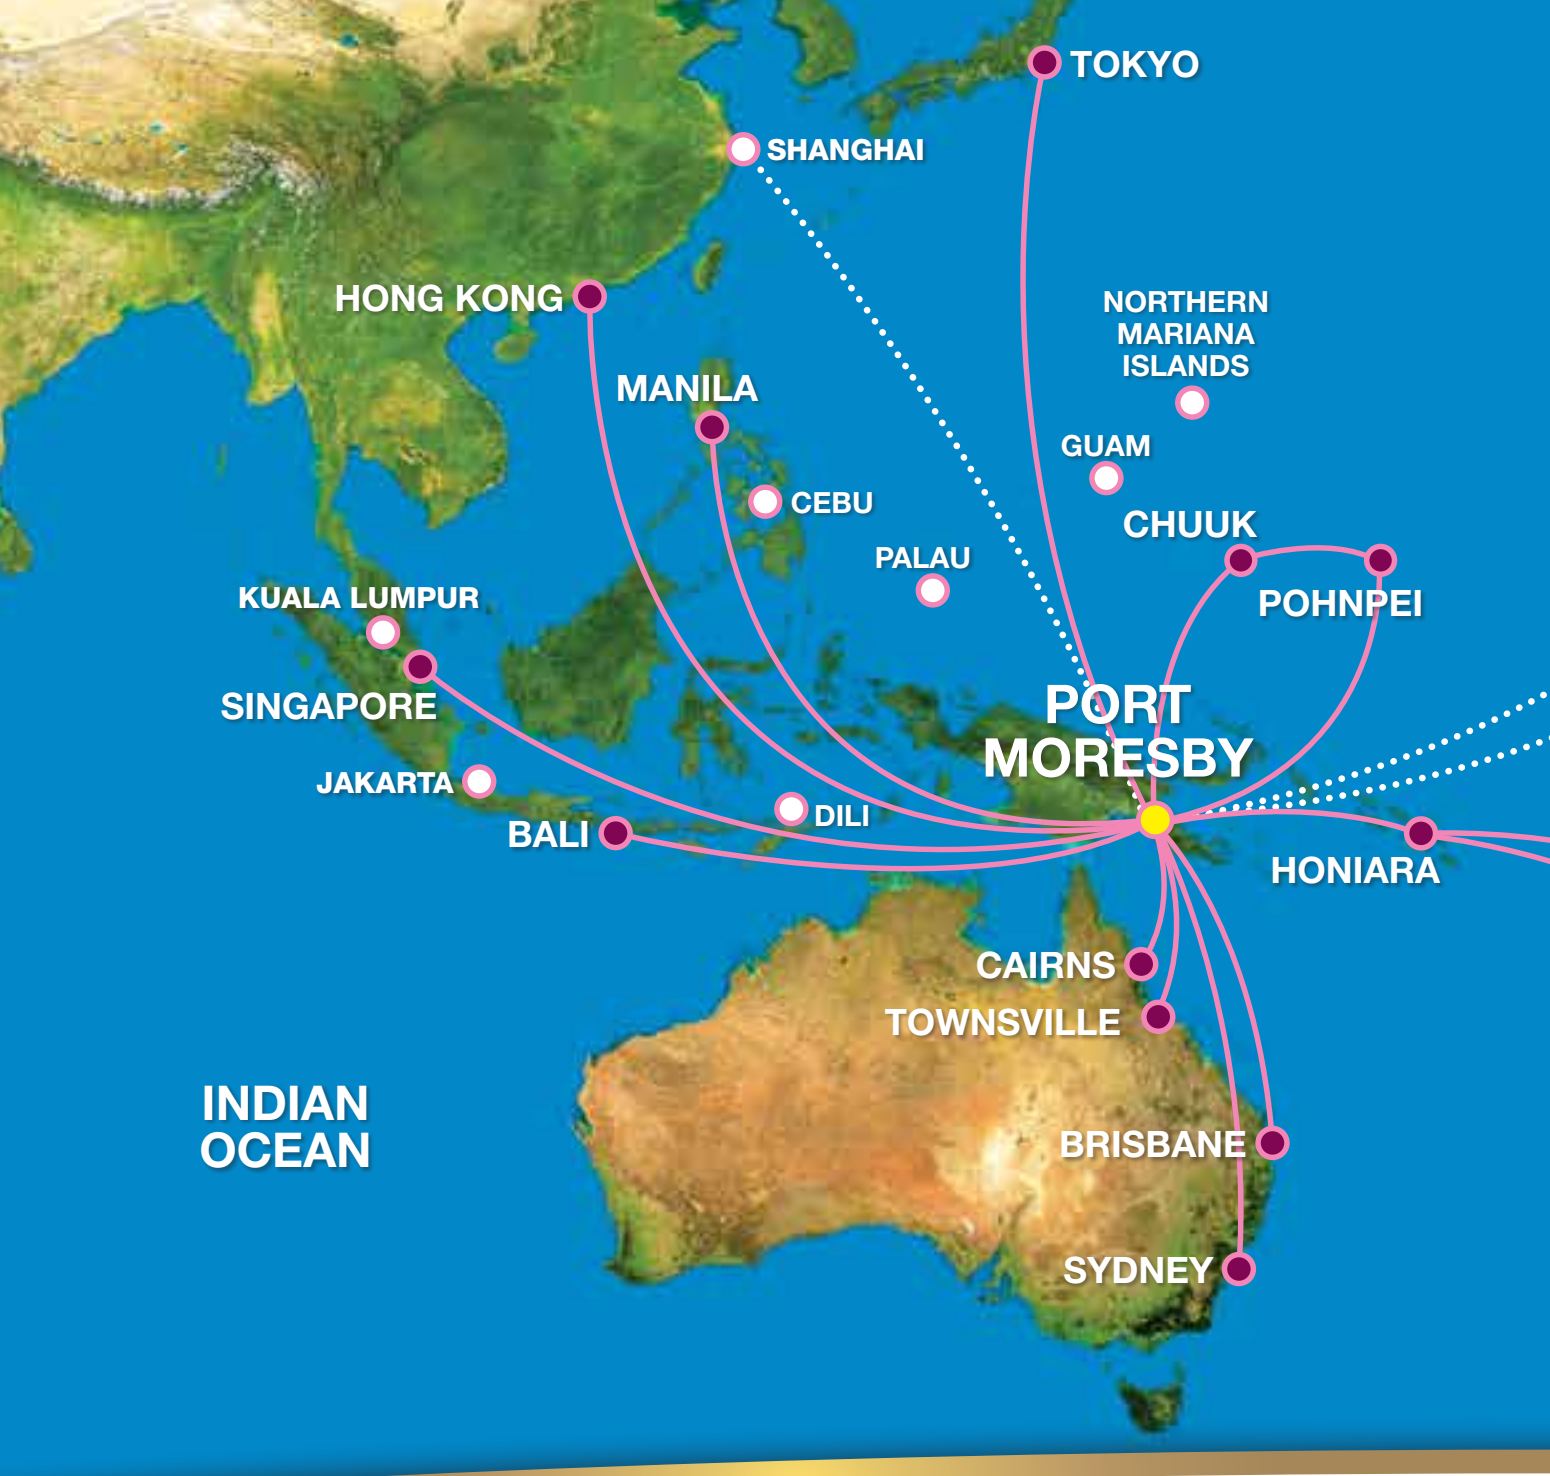 TOKYO
SHANGHAI
HONG KONG
NORTHERN
MARIANA
ISLANDS
MANILA
GUAM
CEBU
CHUUK
PALAU
KUALA LUMPUR
POHNPEI
SINGAPORE
PORT
MORESBY
JAKARTA
DILI
BALI
HONIARA
CAIRNS
TOWNSVILLE
INDIAN
OCEAN
BRISBANE
SYDNEY